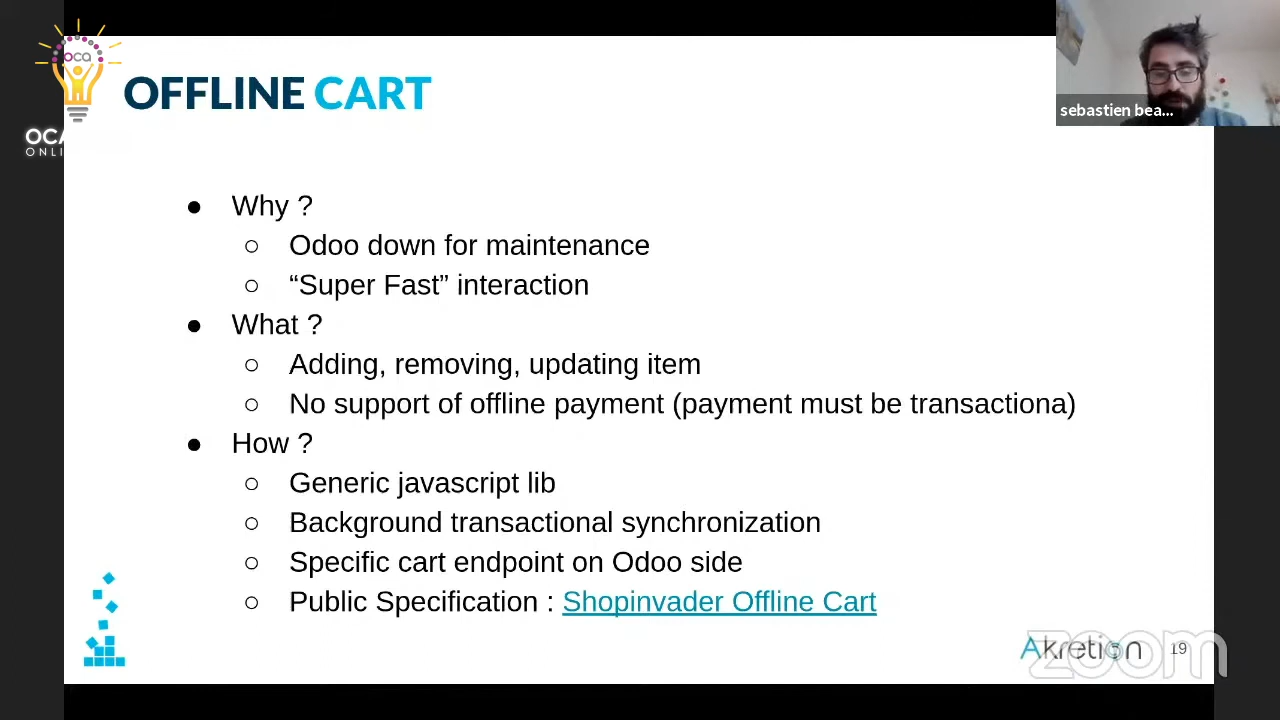 oca
OCA
ONLI
OFFLINE CART
sebastien bea...
● Why ?
○ Odoo down for maintenance
○ “Super Fast” interaction
● What ?
○ Adding, removing, updating item
○ No support of offline payment (payment must be transactiona)
● How ?
○ Generic javascript lib
○ Background transactional synchronization
○ Specific cart endpoint on Odoo side
○ Public Specification : Shopinvader Offline Cart
Akretion
19
zoom